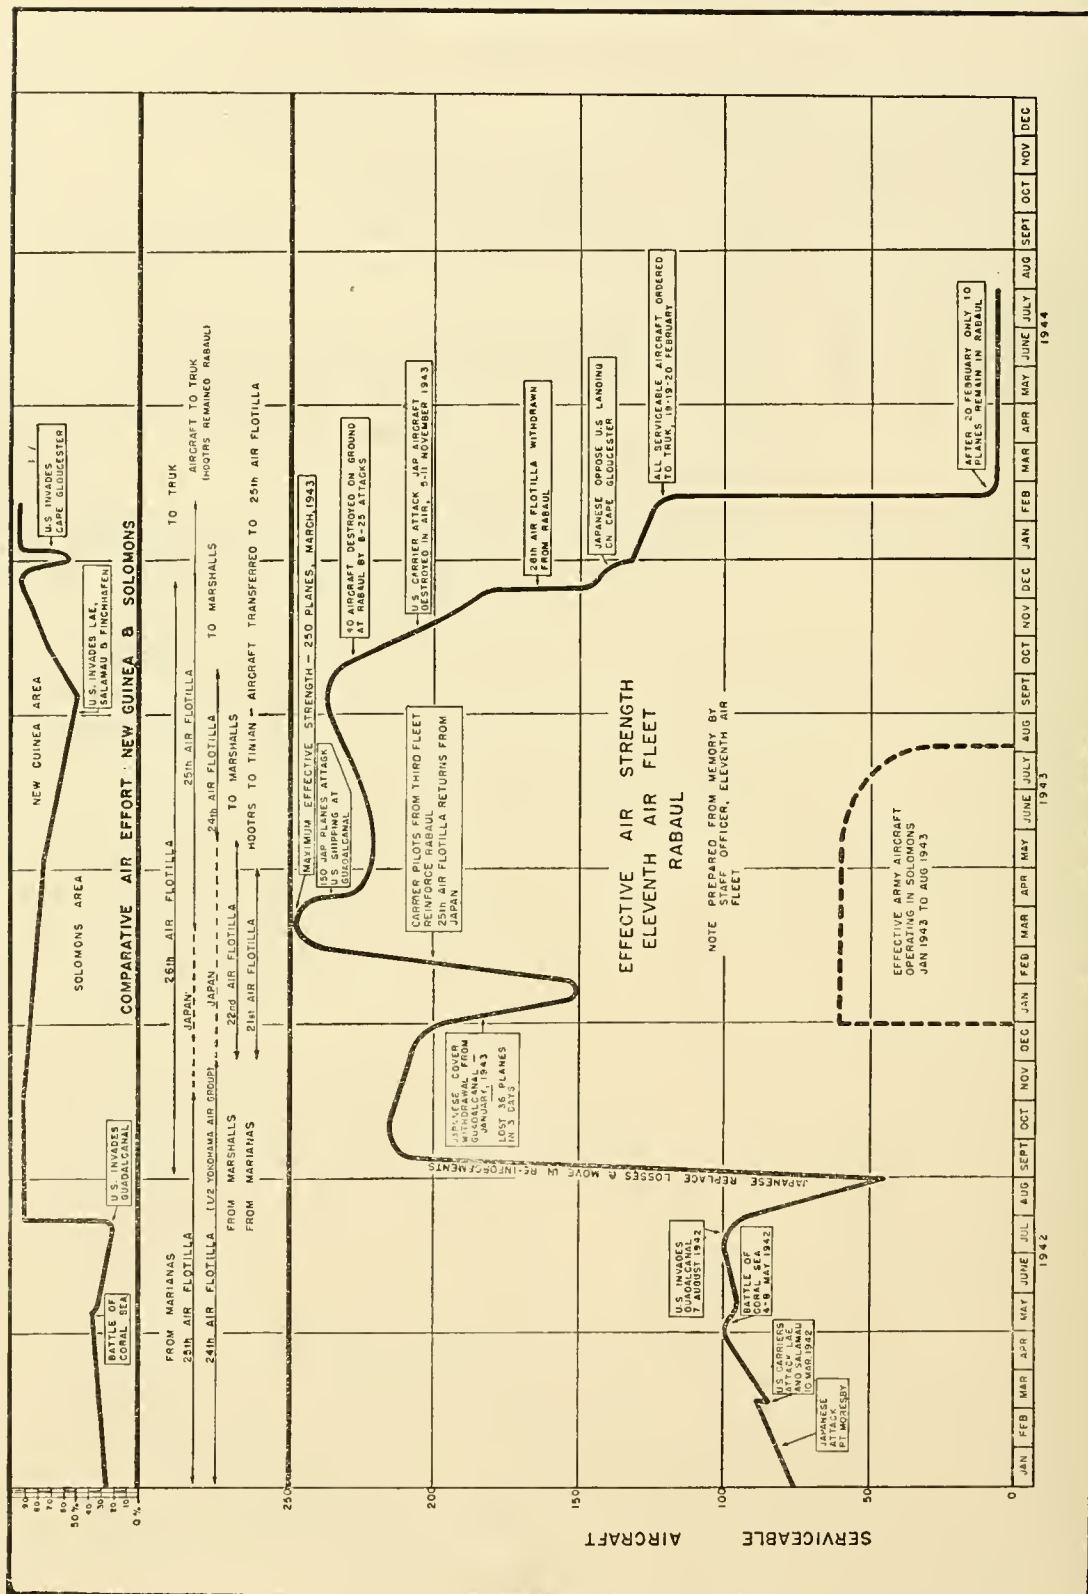 90
80
70
60
50 %
40
30
20
10
0 %
NEW GUINEA AREA
SOLOMONS AREA
BATTLE OF
CORAL SEA
U.S. INVADES
GUADALCANAL
U.S. INVADES LAE,
SALAMAU & FINCHHAFEN
U.S. INVADES
CAPE GLOUCESTER
COMPARATIVE AIR EFFORT - NEW GUINEA & SOLOMONS
FROM MARIANAS
26th AIR FLOTILLA
TO TRUK
25th AIR FLOTILLA
JAPAN
25th AIR FLOTILLA
AIRCRAFT TO TRUK
(HDQTRS REMAINED RABAUL)
24th AIR FLOTILLA (1/2 YOKOHAMA AIR GROUP)
JAPAN
24th AIR FLOTILLA
TO MARSHALLS
FROM MARSHALLS
22nd AIR FLOTILLA
TO MARSHALLS
FROM MARIANAS
21st AIR FLOTILLA
HDQTRS TO TINIAN - AIRCRAFT TRANSFERRED TO 25th AIR FLOTILLA
250
200
150
100
50
0
SERVICEABLE AIRCRAFT
MAXIMUM EFFECTIVE STRENGTH - 250 PLANES, MARCH, 1943
150 JAP PLANES ATTACK
U.S. SHIPPING AT
GUADALCANAL
40 AIRCRAFT DESTROYED ON GROUND
AT RABAUL BY B-25 ATTACKS
U.S. CARRIER ATTACK JAP AIRCRAFT
DESTROYED IN AIR, 5-11 NOVEMBER 1943
CARRIER PILOTS FROM THIRD FLEET
REINFORCE RABAUL
25th AIR FLOTILLA RETURNS FROM
JAPAN
26th AIR FLOTILLA WITHDRAWN
FROM RABAUL
JAPANESE OPPOSE U.S. LANDING
ON CAPE GLOUCESTER
ALL SERVICEABLE AIRCRAFT ORDERED
TO TRUK, 18-19-20 FEBRUARY
AFTER 20 FEBRUARY ONLY 10
PLANES REMAIN IN RABAUL
JAPANESE COVER
WITHDRAWAL FROM
GUADALCANAL -
JANUARY, 1943
LOST 36 PLANES
IN 3 DAYS
JAPANESE REPLACE LOSSES & MOVE IN RE-INFORCEMENTS
U.S. INVADES
GUADALCANAL
7 AUGUST 1942
BATTLE OF
CORAL SEA
4-8 MAY 1942
US CARRIERS
ATTACK LAE
AND SALAMAU
10 MAR. 1942
JAPANESE
ATTACK
PT MORESBY
EFFECTIVE AIR STRENGTH
ELEVENTH AIR FLEET
RABAUL
NOTE PREPARED FROM MEMORY BY
STAFF OFFICER, ELEVENTH AIR
FLEET
EFFECTIVE ARMY AIRCRAFT
OPERATING IN SOLOMONS
JAN 1943 TO AUG 1943
JAN FEB MAR APR MAY JUNE JUL AUG SEPT OCT NOV DEC JAN FEB MAR APR MAY JUNE JULY AUG SEPT OCT NOV DEC JAN FEB MAR APR MAY JUNE JULY AUG SEPT OCT NOV DEC
1942 1943 1944